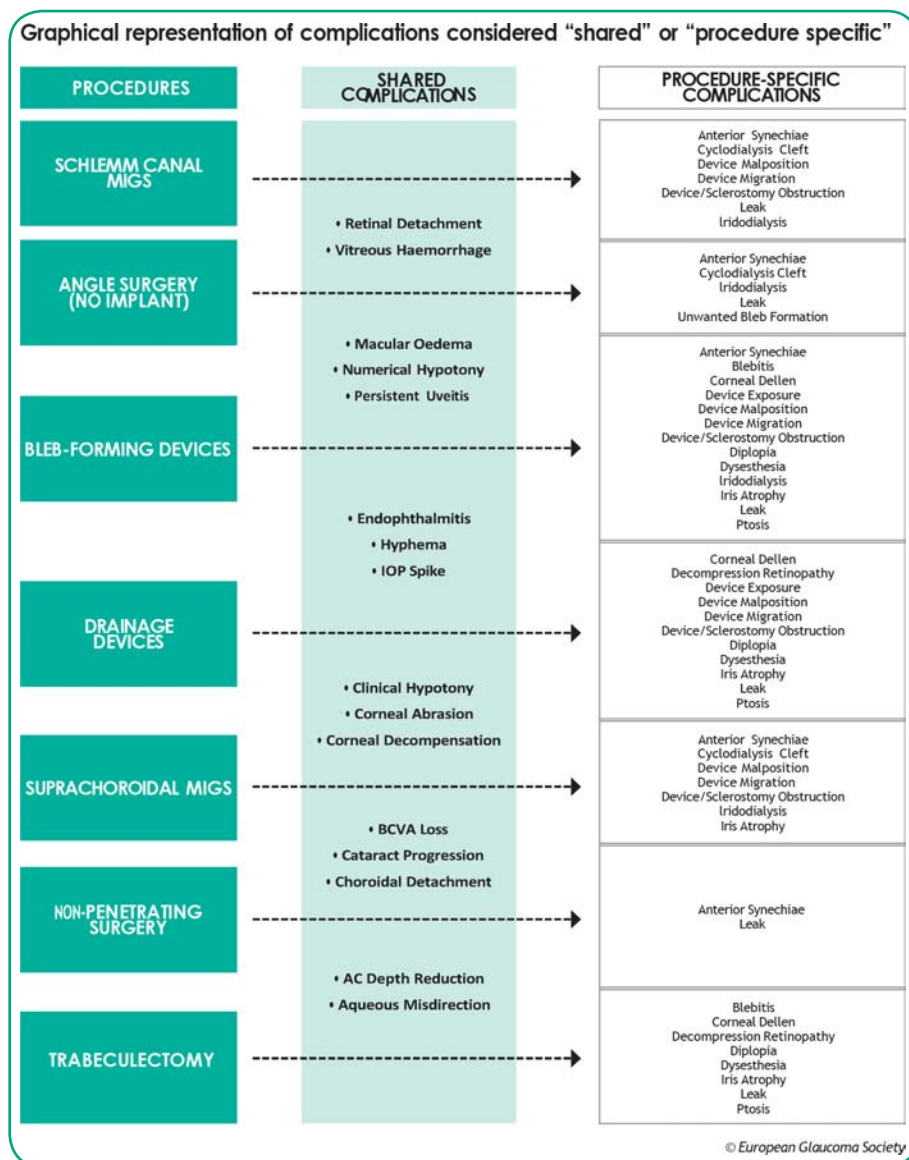 Graphical representation of complications considered “shared” or “procedure specific”
PROCEDURES
SHARED
COMPLICATIONS
PROCEDURE-SPECIFIC
COMPLICATIONS
SCHLEMM CANAL
MIGS
ANGLE SURGERY
(NO IMPLANT)
BLEB-FORMING DEVICES
DRAINAGE
DEVICES
SUPRACHOROIDAL MIGS
NON-PENETRATING
SURGERY
TRABECULECTOMY
• Retinal Detachment
• Vitreous Haemorrhage
• Macular Oedema
• Numerical Hypotony
• Persistent Uveitis
• Endophthalmitis
• Hyphema
• IOP Spike
• Clinical Hypotony
• Corneal Abrasion
• Corneal Decompensation
• BCVA Loss
• Cataract Progression
• Choroidal Detachment
• AC Depth Reduction
• Aqueous Misdirection
Anterior Synechiae
Cyclodialysis Cleft
Device Malposition
Device Migration
Device/Sclerostomy Obstruction
Leak
Iridodialysis
Anterior Synechiae
Cyclodialysis Cleft
Iridodialysis
Leak
Unwanted Bleb Formation
Anterior Synechiae
Blebitis
Corneal Dellen
Device Exposure
Device Malposition
Device Migration
Device/Sclerostomy Obstruction
Diplopia
Dysesthesia
Iridodialysis
Iris Atrophy
Leak
Ptosis
Corneal Dellen
Decompression Retinopathy
Device Exposure
Device Malposition
Device Migration
Device/Sclerostomy Obstruction
Diplopia
Dysesthesia
Iris Atrophy
Leak
Ptosis
Anterior Synechiae
Cyclodialysis Cleft
Device Malposition
Device Migration
Device/Sclerostomy Obstruction
Iridodialysis
Iris Atrophy
Anterior Synechiae
Leak
Blebitis
Corneal Dellen
Decompression Retinopathy
Diplopia
Dysesthesia
Iris Atrophy
Leak
Ptosis
© European Glaucoma Society